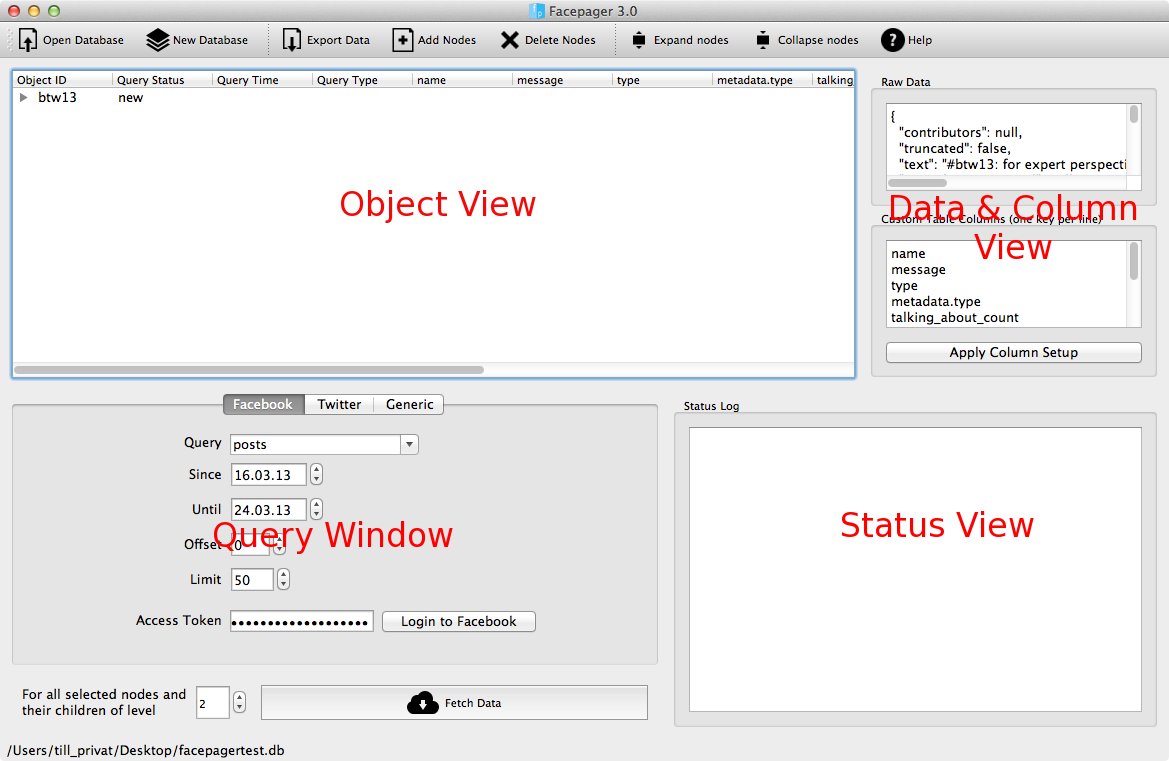 Facepager 3.0
Open Database New Database Export Data Add Nodes Delete Nodes Expand nodes Collapse nodes ? Help
Object ID Query Status Query Time Query Type name message type metadata.type talking
btw13 new
Object View
Raw Data
{
"contributors": null,
"truncated": false,
"text": "#btw13: for expert perspecti
Data & Column View
Custom Table Columns (one key per line)
name
message
type
metadata.type
talking_about_count
Apply Column Setup
Facebook Twitter Generic
Query posts
Since 16.03.13
Until 24.03.13
Query Window
Offset 0
Limit 50
Access Token •••••••••••••••••• Login to Facebook
For all selected nodes and
their children of level 2
Fetch Data
Status Log
Status View
/Users/till_privat/Desktop/facepagertest.db